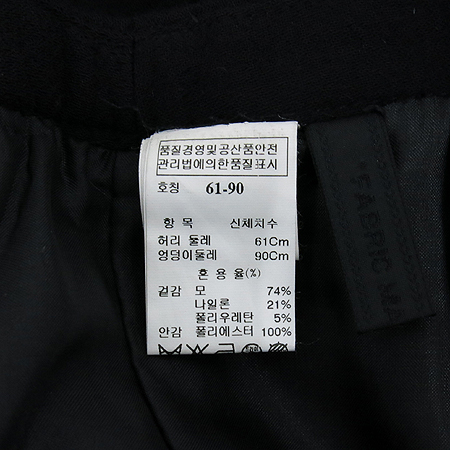 품질경영및공산품안전
관리법에의한품질표시
호칭 61-90
항 목 신체치수
허리 둘레 61Cm
엉덩이둘레 90Cm
혼 용 율(%)
겉감 모 74%
나일론 21%
폴리우레탄 5%
안감 폴리에스터 100%